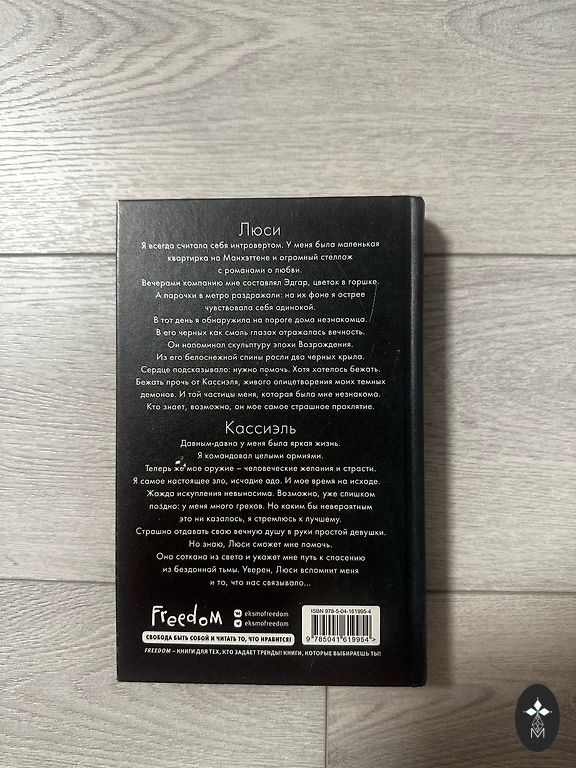 Люси
Я всегда считала себя интровертом. У меня была маленькая
квартирка на Манхэттене и огромный стеллаж
с романами о любви.
Вечерами компанию мне составлял Эдгар, цветок в горшке.
А парочки в метро раздражали: на их фоне я острее
чувствовала себя одинокой.
В тот день я обнаружила на пороге дома незнакомца.
В его черных как смоль глазах отражалась вечность.
Он напоминал скульптуру эпохи Возрождения.
Из его белоснежной спины росли два черных крыла.
Сердце подсказывало: нужно помочь. Хотя хотелось бежать.
Бежать прочь от Кассиэля, живого олицетворения моих темных
демонов. И той частицы меня, которая была мне незнакома.
Кто знает, возможно, он мое самое страшное проклятие.
Кассиэль
Давным-давно у меня была яркая жизнь.
Я командовал целыми армиями.
Теперь же мое оружие – человеческие желания и страсти.
Я самое настоящее зло, исчадие ада. И мое время на исходе.
Жажда искупления невыносима. Возможно, уже слишком
поздно: у меня много грехов. Но каким бы невероятным
это ни казалось, я стремлюсь к лучшему.
Страшно отдавать свою вечную душу в руки простой девушки.
Но знаю, Люси сможет мне помочь.
Она соткана из света и укажет мне путь к спасению
из бездонной тьмы. Уверен, Люси вспомнит меня
и то, что нас связывало...
Freedom
eksmofreedom
eksmofreedom
СВОБОДА БЫТЬ СОБОЙ И ЧИТАТЬ ТО, ЧТО НРАВИТСЯ!
FREEDOM – КНИГИ ДЛЯ ТЕХ, КТО ЗАДАЕТ ТРЕНДЫ! КНИГИ, КОТОРЫЕ ВЫБИРАЕШЬ ТЫ!
ISBN 978-5-04-161995-4
9 785041 619954 >
M